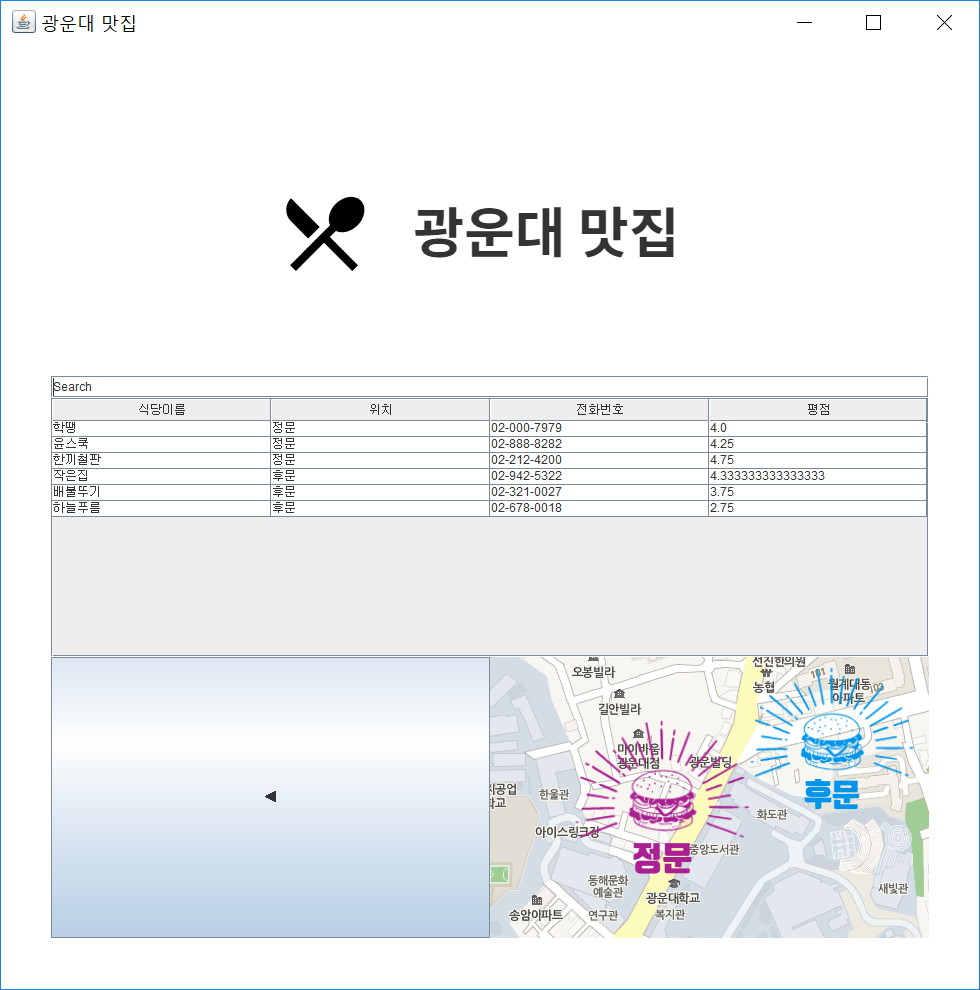 광운대 맛집
광운대 맛집
Search
식당이름 위치 전화번호 평점
학땡 정문 02-000-7979 4.0
윤스쿡 정문 02-888-8282 4.25
한끼철판 정문 02-212-4200 4.75
작은집 후문 02-942-5322 4.333333333333333
배불뚜기 후문 02-321-0027 3.75
하늘푸름 후문 02-678-0018 2.75
선진한의원
오봉빌라
농협
101
월계대동
아파트
103
길안빌라
마이바움
광운대점
광운빌딩
한울관
후문
화도관
아이스링크장
정문
중앙도서관
동해문화
예술관
광운대학교
새빛관
송암아파트
연구관
복지관